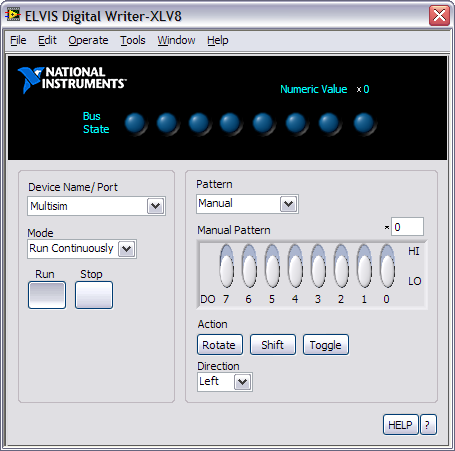 ELVIS Digital Writer-XLV8
File Edit Operate Tools Window Help
NATIONAL
INSTRUMENTS™
Numeric Value x 0
Bus
State
Device Name/ Port
Multisim
Mode
Run Continuously
Run Stop
Pattern
Manual
Manual Pattern x 0
HI
LO
DO 7 6 5 4 3 2 1 0
Action
Rotate Shift Toggle
Direction
Left
HELP ?